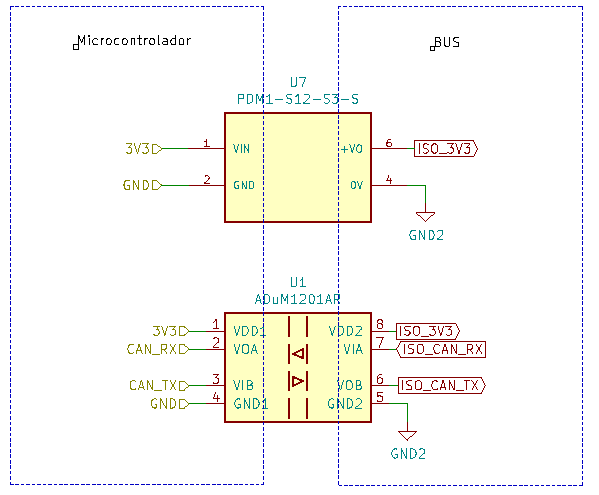 Microcontrolador
BUS
U7
PDM1-S12-S3-S
3V3 1 VIN +VO 6 ISO_3V3
GND 2 GND 0V 4
GND2
U1
ADuM1201AR
3V3 1 VDD1 VDD2 8 ISO_3V3
CAN_RX 2 VOA VIA 7 ISO_CAN_RX
CAN_TX 3 VIB VOB 6 ISO_CAN_TX
GND 4 GND1 GND2 5
GND2